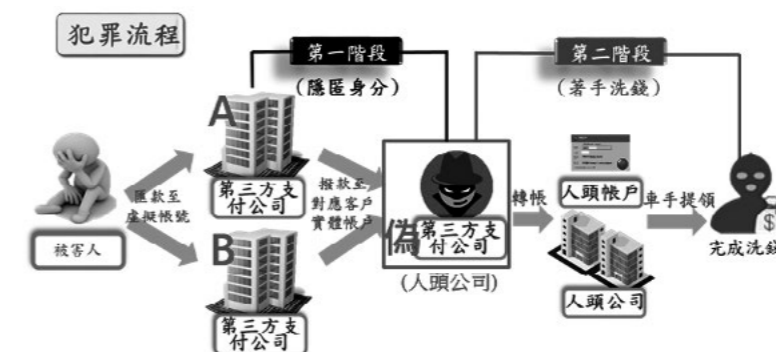 犯罪流程
第一階段
(隱匿身分)
第二階段
(著手洗錢)
被害人
匯款至
虛擬帳號
A
第三方支
付公司
B
第三方支
付公司
撥款至
對應客戶
實體帳戶
偽
第三方支
付公司
(人頭公司)
轉帳
人頭帳戶
人頭公司
車手提領
$
完成洗錢